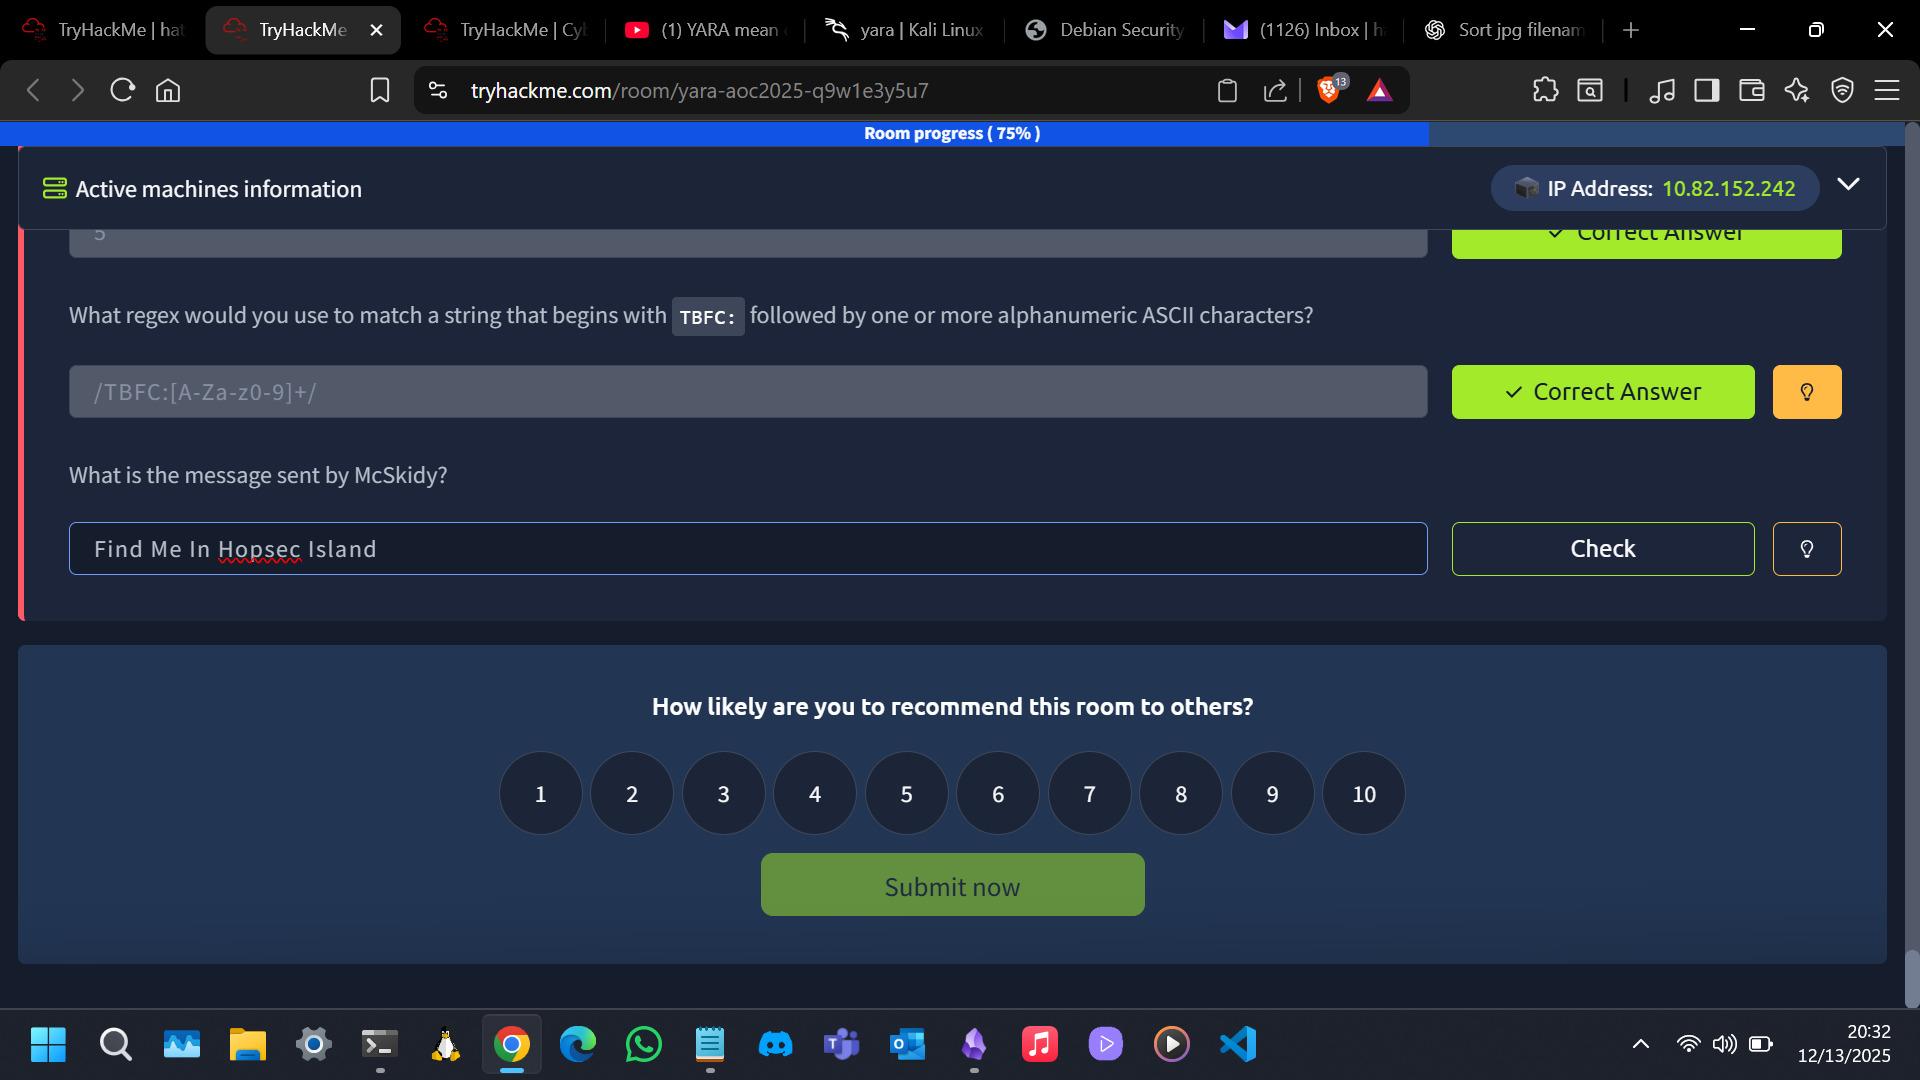 TryHackMe | hat
TryHackMe
TryHackMe | Cyb
(1) YARA mean
yara | Kali Linux
Debian Security
(1126) Inbox | h
Sort jpg filenam
tryhackme.com/room/yara-aoc2025-q9w1e3y5u7
13
Room progress ( 75% )
Active machines information
IP Address: 10.82.152.242
5
Correct Answer
What regex would you use to match a string that begins with TBFC: followed by one or more alphanumeric ASCII characters?
/TBFC:[A-Za-z0-9]+/
Correct Answer
What is the message sent by McSkidy?
Find Me In Hopsec Island
Check
How likely are you to recommend this room to others?
1 2 3 4 5 6 7 8 9 10
Submit now
20:32
12/13/2025